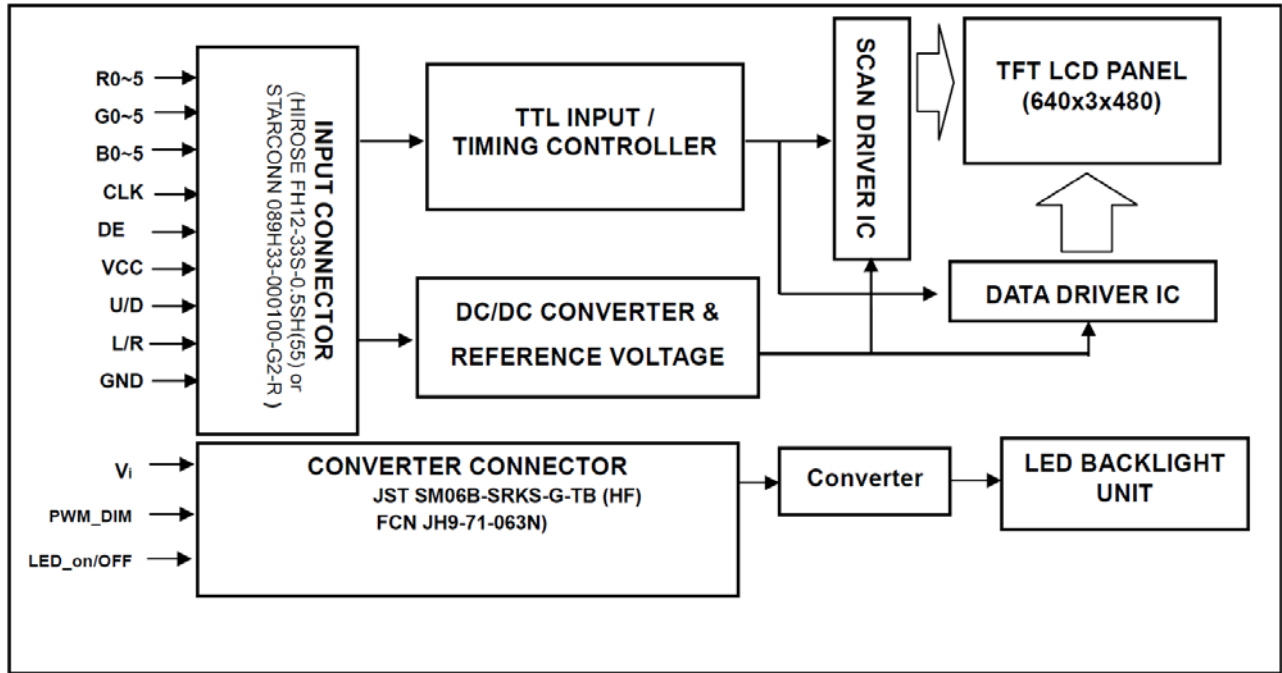 R0~5
G0~5
B0~5
CLK
DE
VCC
U/D
L/R
GND
INPUT CONNECTOR
(HIROSE FH12-33S-0.5SH(55) or
STARCONN 089H33-000100-G2-R )
TTL INPUT /
TIMING CONTROLLER
DC/DC CONVERTER &
REFERENCE VOLTAGE
SCAN DRIVER IC
TFT LCD PANEL
(640x3x480)
DATA DRIVER IC
Vi
PWM_DIM
LED_on/OFF
CONVERTER CONNECTOR
JST SM06B-SRKS-G-TB (HF)
FCN JH9-71-063N)
Converter
LED BACKLIGHT
UNIT